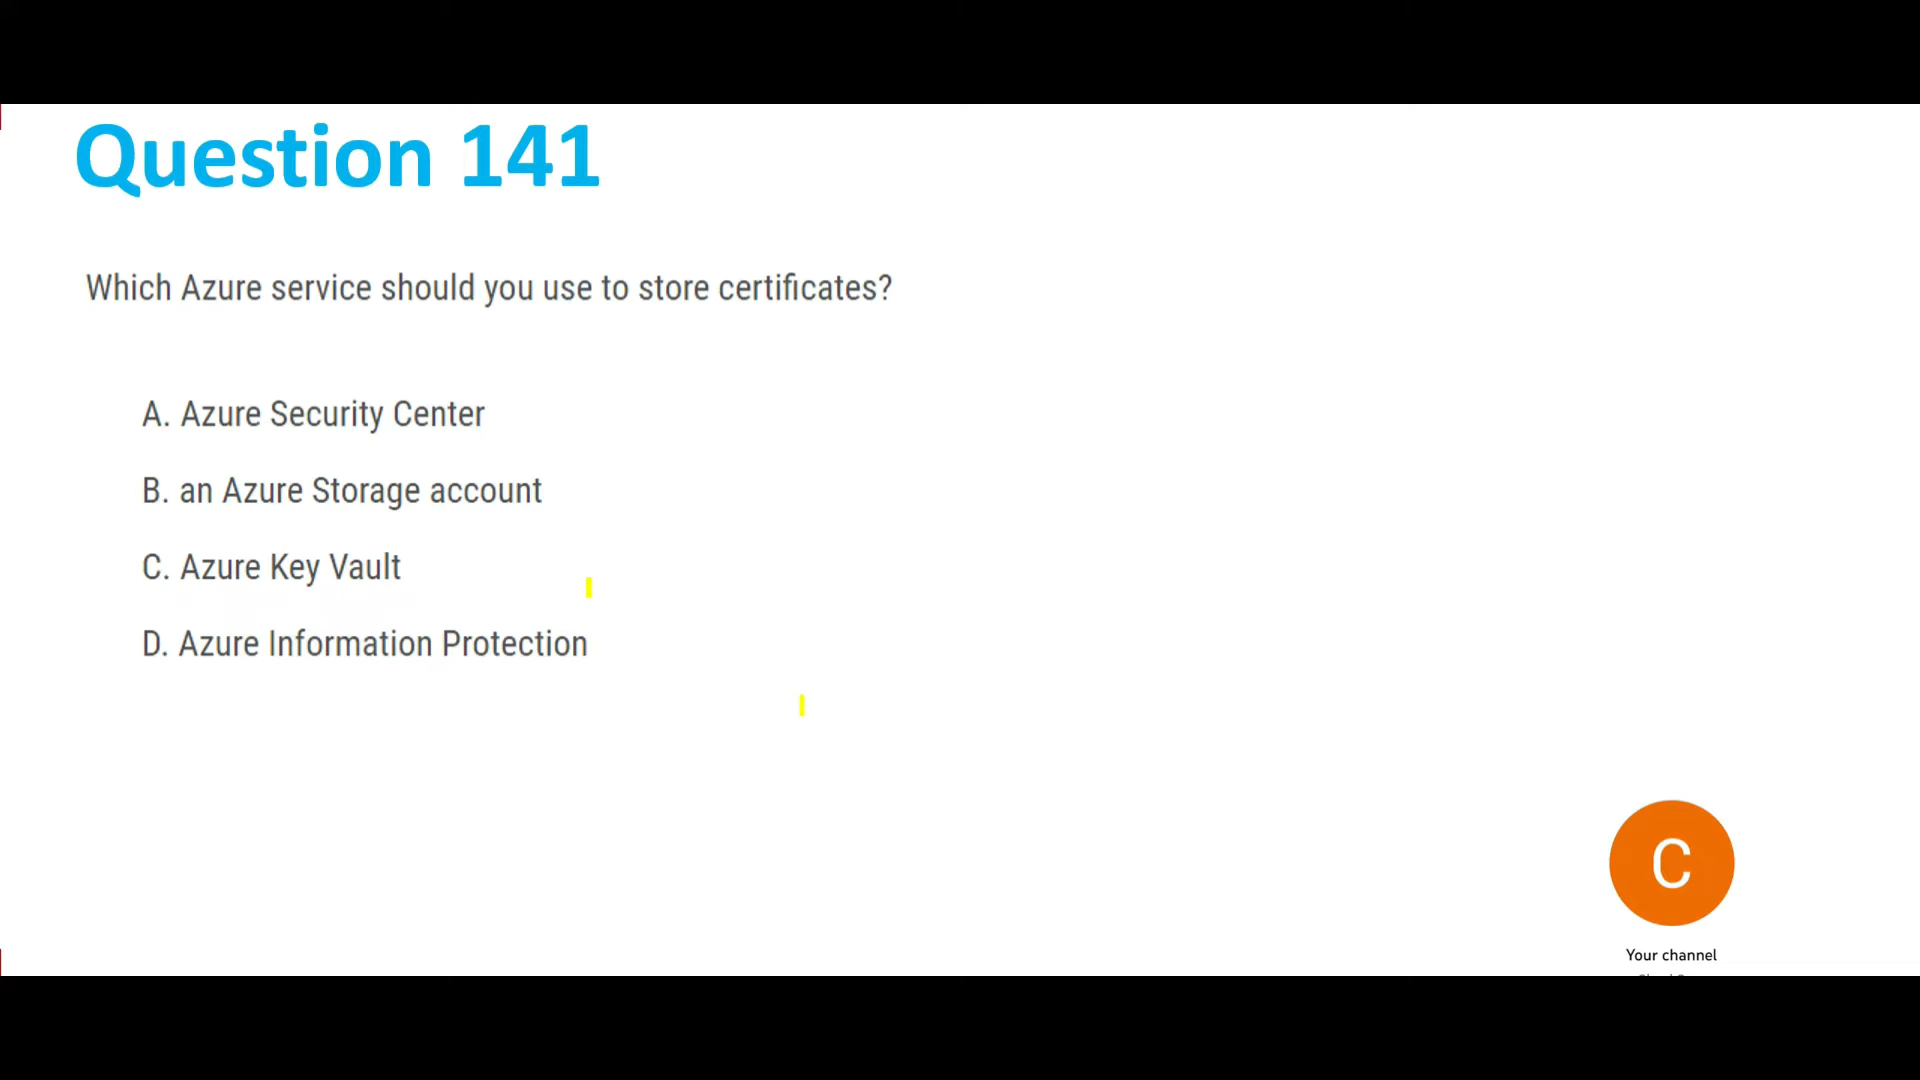 Question 141
Which Azure service should you use to store certificates?
A. Azure Security Center
B. an Azure Storage account
C. Azure Key Vault
D. Azure Information Protection
C
Your channel